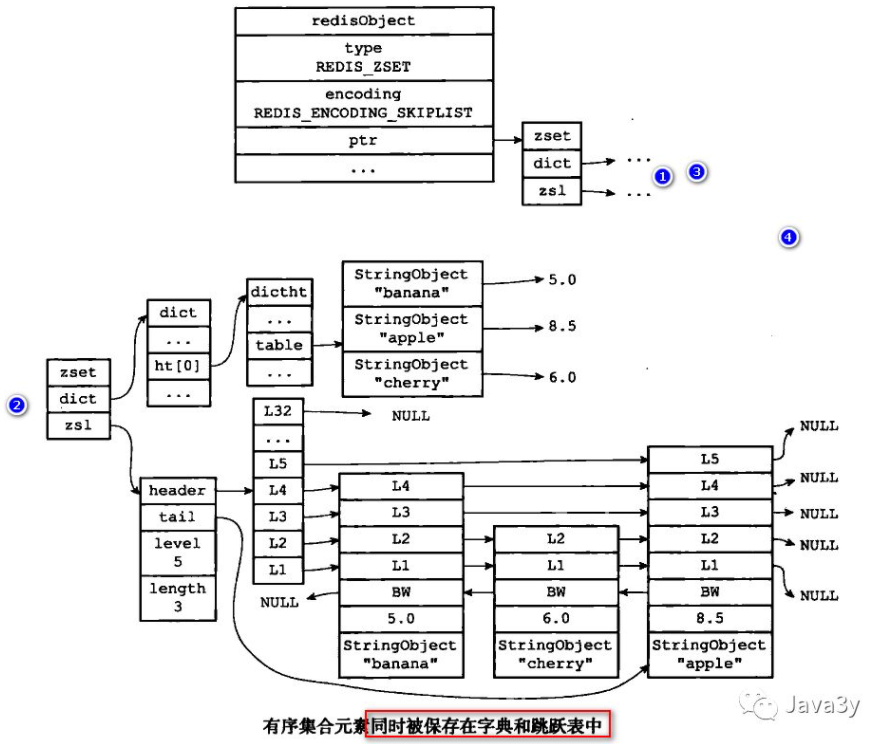 redisObject
type
REDIS_ZSET
encoding
REDIS_ENCODING_SKIPLIST
ptr
...
zset
dict
zsl
...
...
1
3
4
dict
...
ht[0]
...
dictht
...
table
...
StringObject
"banana"
5.0
StringObject
"apple"
8.5
StringObject
"cherry"
6.0
2
zset
dict
zsl
L32
NULL
...
L5
L4
L3
L2
L1
header
tail
level
5
length
3
NULL
L4
L3
L2
L1
BW
5.0
StringObject
"banana"
L2
L1
BW
6.0
StringObject
"cherry"
L5
L4
L3
L2
L1
BW
8.5
StringObject
"apple"
NULL
NULL
NULL
NULL
NULL
Java3y
有序集合元素同时被保存在字典和跳跃表中